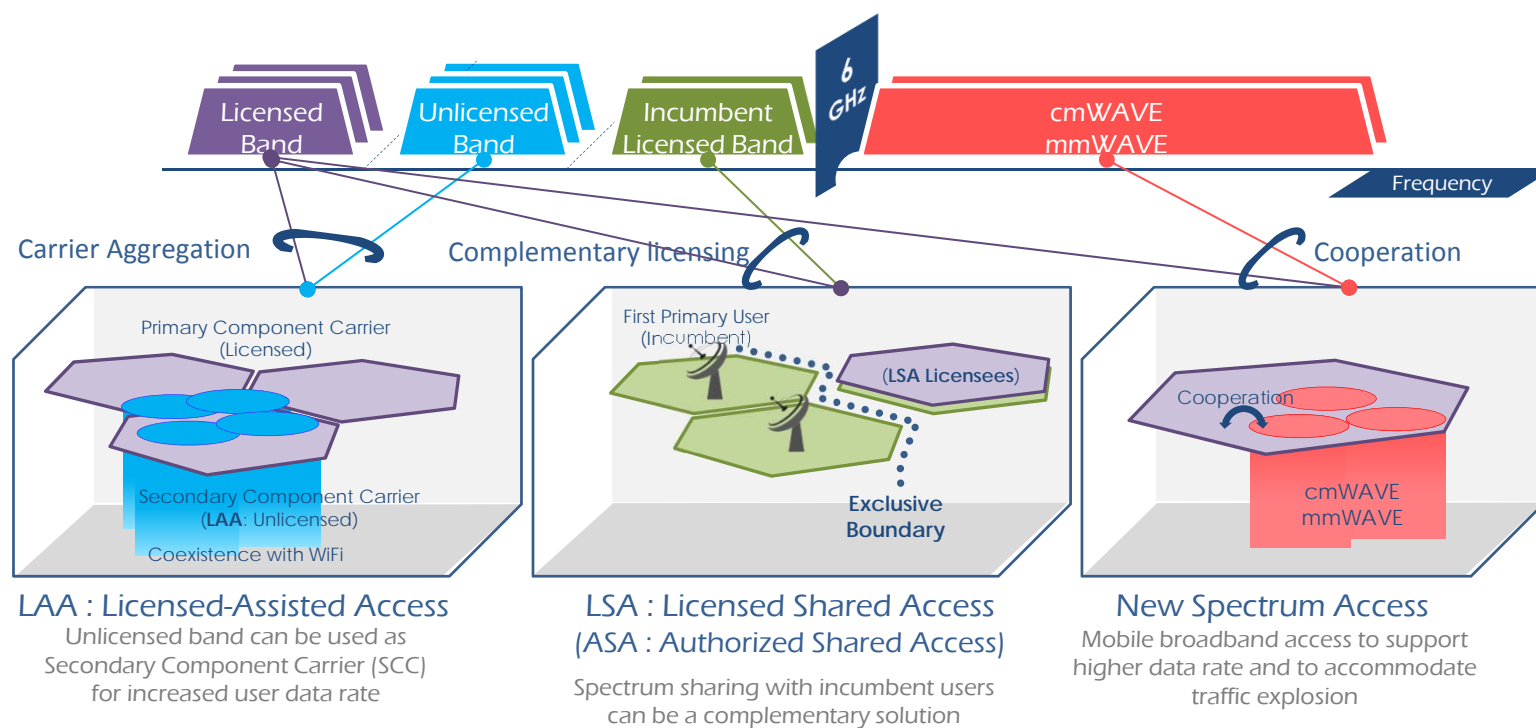 Licensed
Band
Unlicensed
Band
Incumbent
Licensed Band
6
GHz
cmWAVE
mmWAVE
Frequency
Carrier Aggregation
Complementary licensing
Cooperation
Primary Component Carrier
(Licensed)
Secondary Component Carrier
(LAA: Unlicensed)
Coexistence with WiFi
First Primary User
(Incumbent)
(LSA Licensees)
Exclusive
Boundary
Cooperation
cmWAVE
mmWAVE
LAA : Licensed-Assisted Access
Unlicensed band can be used as
Secondary Component Carrier (SCC)
for increased user data rate
LSA : Licensed Shared Access
(ASA : Authorized Shared Access)
Spectrum sharing with incumbent users
can be a complementary solution
New Spectrum Access
Mobile broadband access to support
higher data rate and to accommodate
traffic explosion